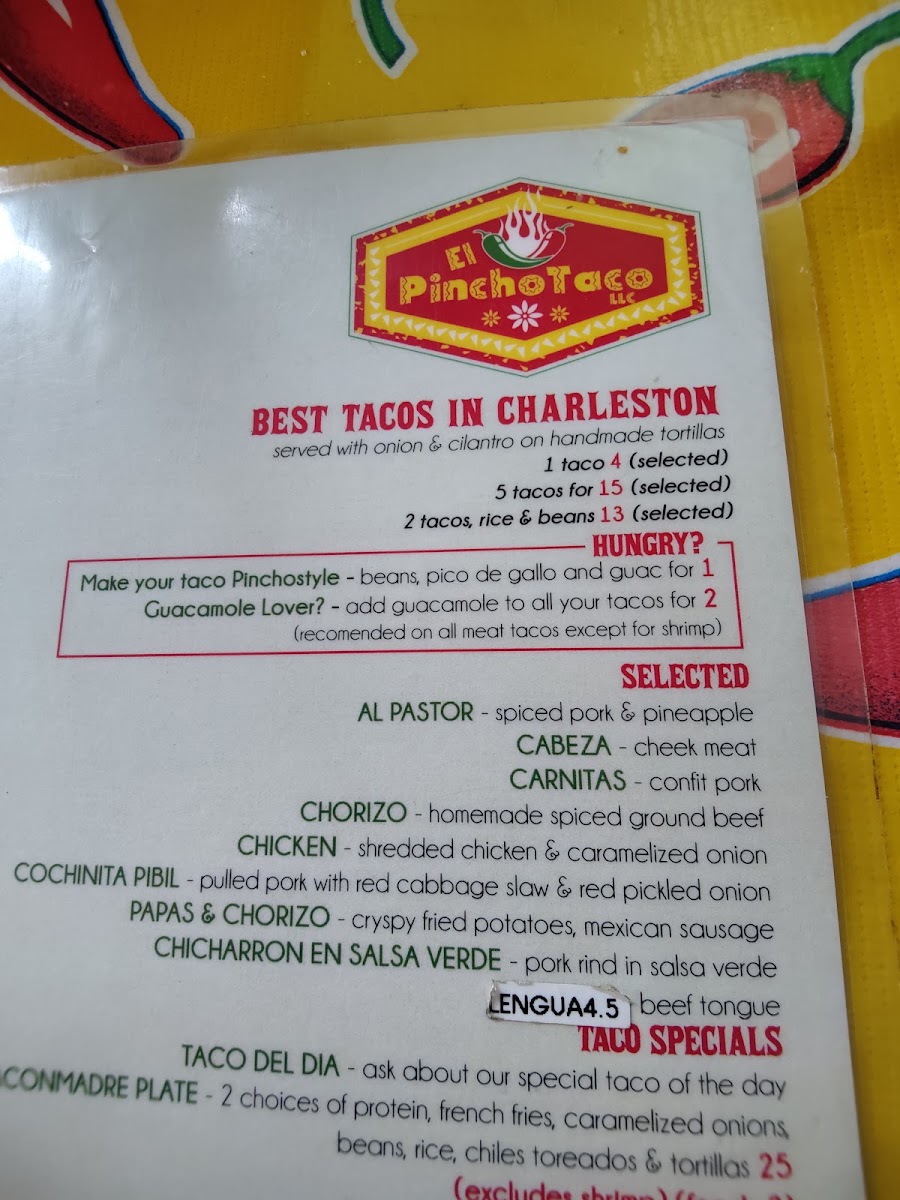 El
PinchoTaco
LLC
BEST TACOS IN CHARLESTON
served with onion & cilantro on handmade tortillas
1 taco 4 (selected)
5 tacos for 15 (selected)
2 tacos, rice & beans 13 (selected)
HUNGRY?
Make your taco Pinchostyle - beans, pico de gallo and guac for 1
Guacamole Lover? - add guacamole to all your tacos for 2
(recomended on all meat tacos except for shrimp)
SELECTED
AL PASTOR - spiced pork & pineapple
CABEZA - cheek meat
CARNITAS - confit pork
CHORIZO - homemade spiced ground beef
CHICKEN - shredded chicken & caramelized onion
COCHINITA PIBIL - pulled pork with red cabbage slaw & red pickled onion
PAPAS & CHORIZO - cryspy fried potatoes, mexican sausage
CHICHARRON EN SALSA VERDE - pork rind in salsa verde
LENGUA4.5 beef tongue
TACO SPECIALS
TACO DEL DIA - ask about our special taco of the day
CONMADRE PLATE - 2 choices of protein, french fries, caramelized onions,
beans, rice, chiles toreados & tortillas 25
(excludes shrimp)